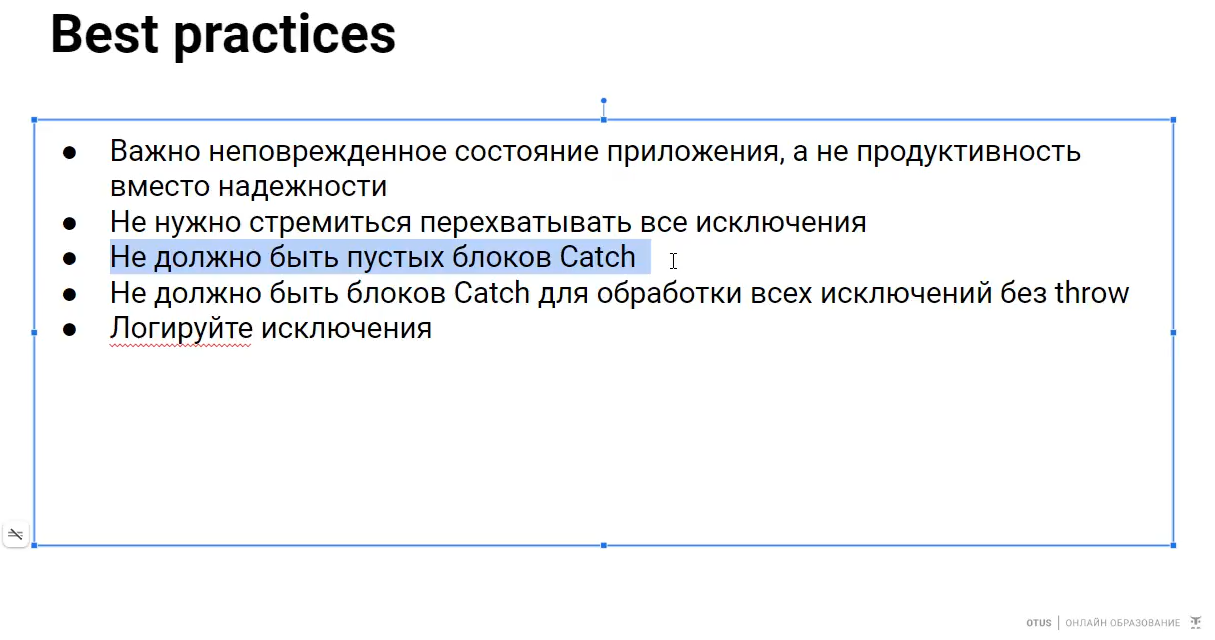 Best practices
● Важно неповрежденное состояние приложения, а не продуктивность
вместо надежности
● Не нужно стремиться перехватывать все исключения
● Не должно быть пустых блоков Catch
● Не должно быть блоков Catch для обработки всех исключений без throw
● Логируйте исключения
OTUS | ОНЛАЙН ОБРАЗОВАНИЕ